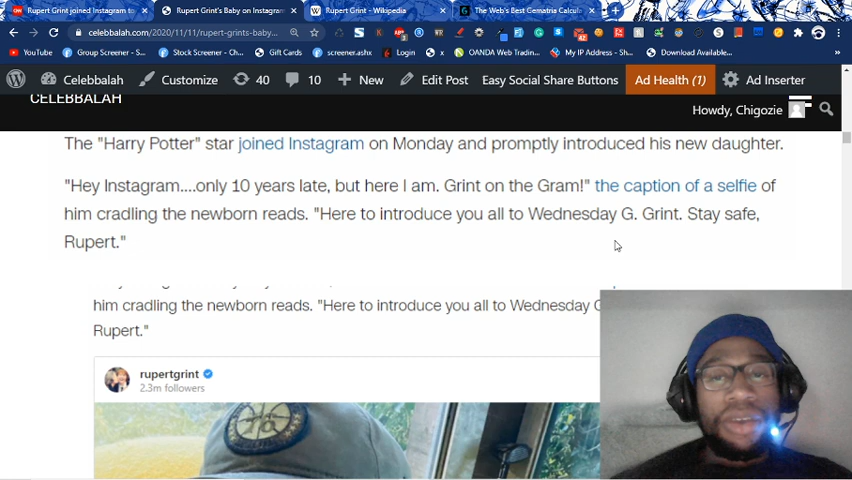 Rupert Grint joined Instagram to
Rupert Grint's Baby on Instagram
Rupert Grint - Wikipedia
The Web's Best Gematria Calcula
celebbalah.com/2020/11/11/rupert-grints-baby...
YouTube
Group Screener - S...
Stock Screener - Ch...
Gift Cards
screener.ashx
Login
x
OANDA Web Trading...
My IP Address - Sh...
Download Available...
Celebbalah
Customize
40
10
New
Edit Post
Easy Social Share Buttons
Ad Health (1)
Ad Inserter
CELEBBALAH
Howdy, Chigozie
The "Harry Potter" star joined Instagram on Monday and promptly introduced his new daughter.
"Hey Instagram....only 10 years late, but here I am. Grint on the Gram!" the caption of a selfie of
him cradling the newborn reads. "Here to introduce you all to Wednesday G. Grint. Stay safe,
Rupert."
him cradling the newborn reads. "Here to introduce you all to Wednesday G
Rupert."
rupertgrint
2.3m followers